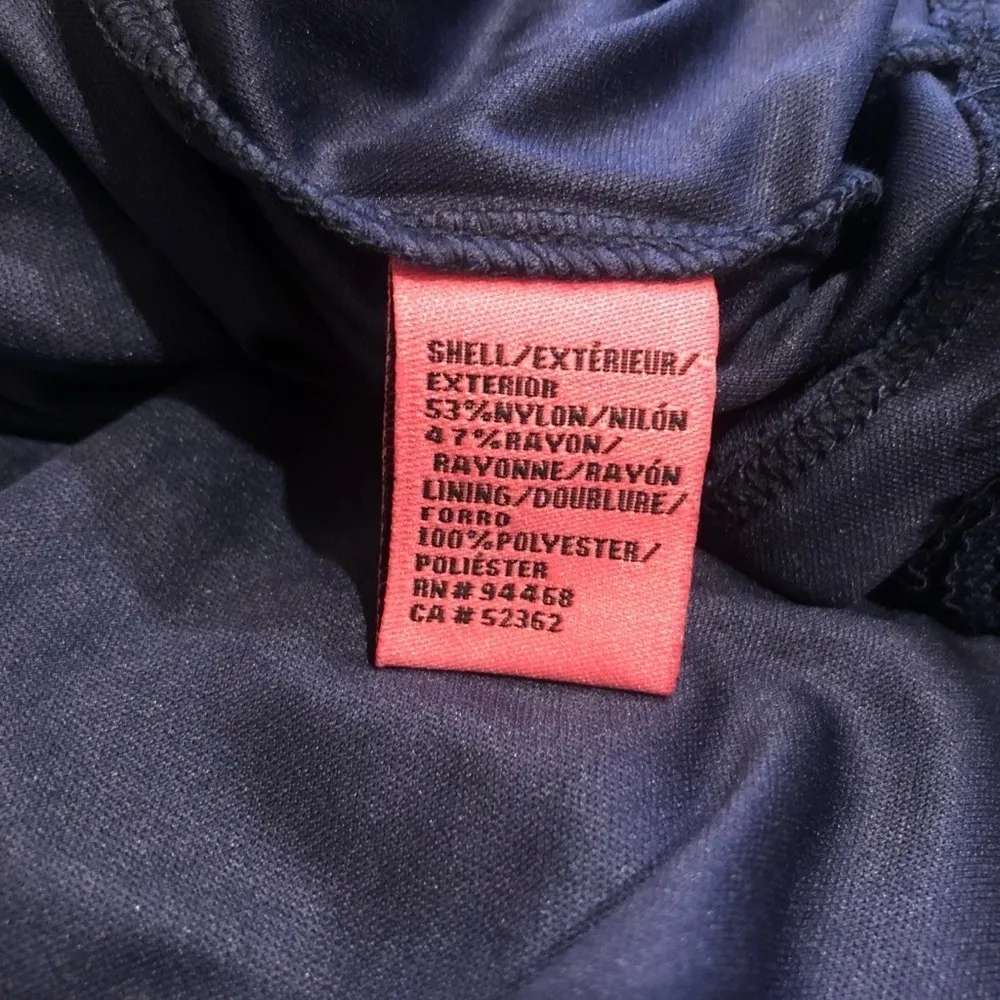 SHELL/EXTÉRIEUR/
EXTERIOR
53%NYLON/NILÓN
47%RAYON/
RAYONNE/RAYÓN
LINING/DOUBLURE/
FORRO
100%POLYESTER/
POLIÉSTER
RN#94468
CA#52362